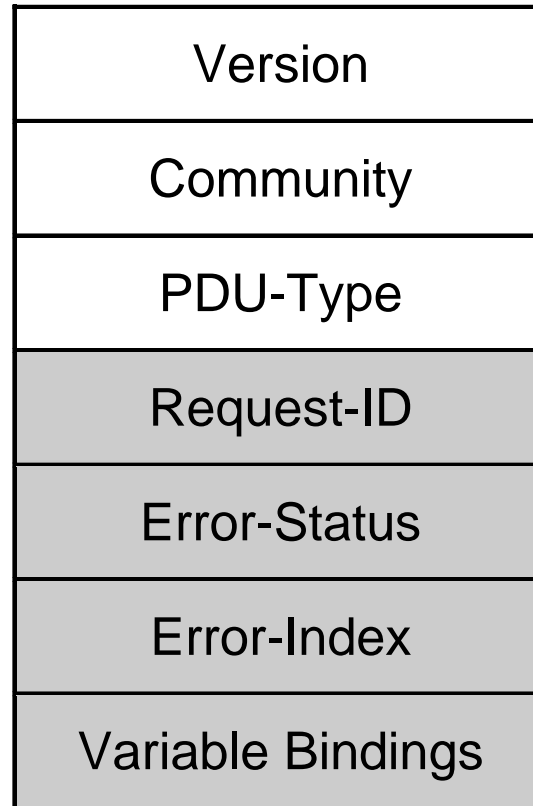 Version
Community
PDU-Type
Request-ID
Error-Status
Error-Index
Variable Bindings